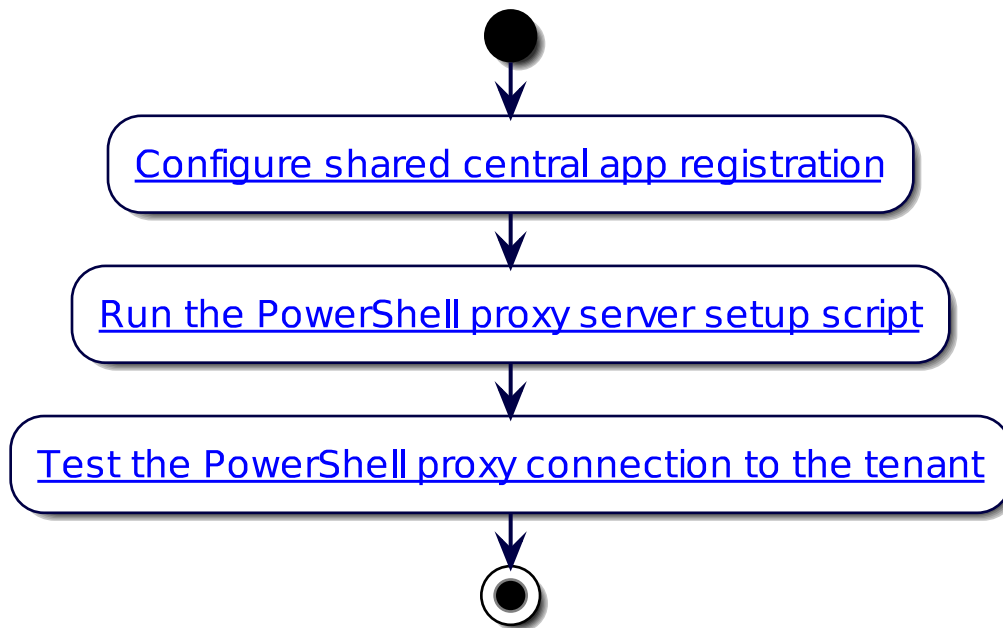 Configure shared central app registration
Run the PowerShell proxy server setup script
Test the PowerShell proxy connection to the tenant